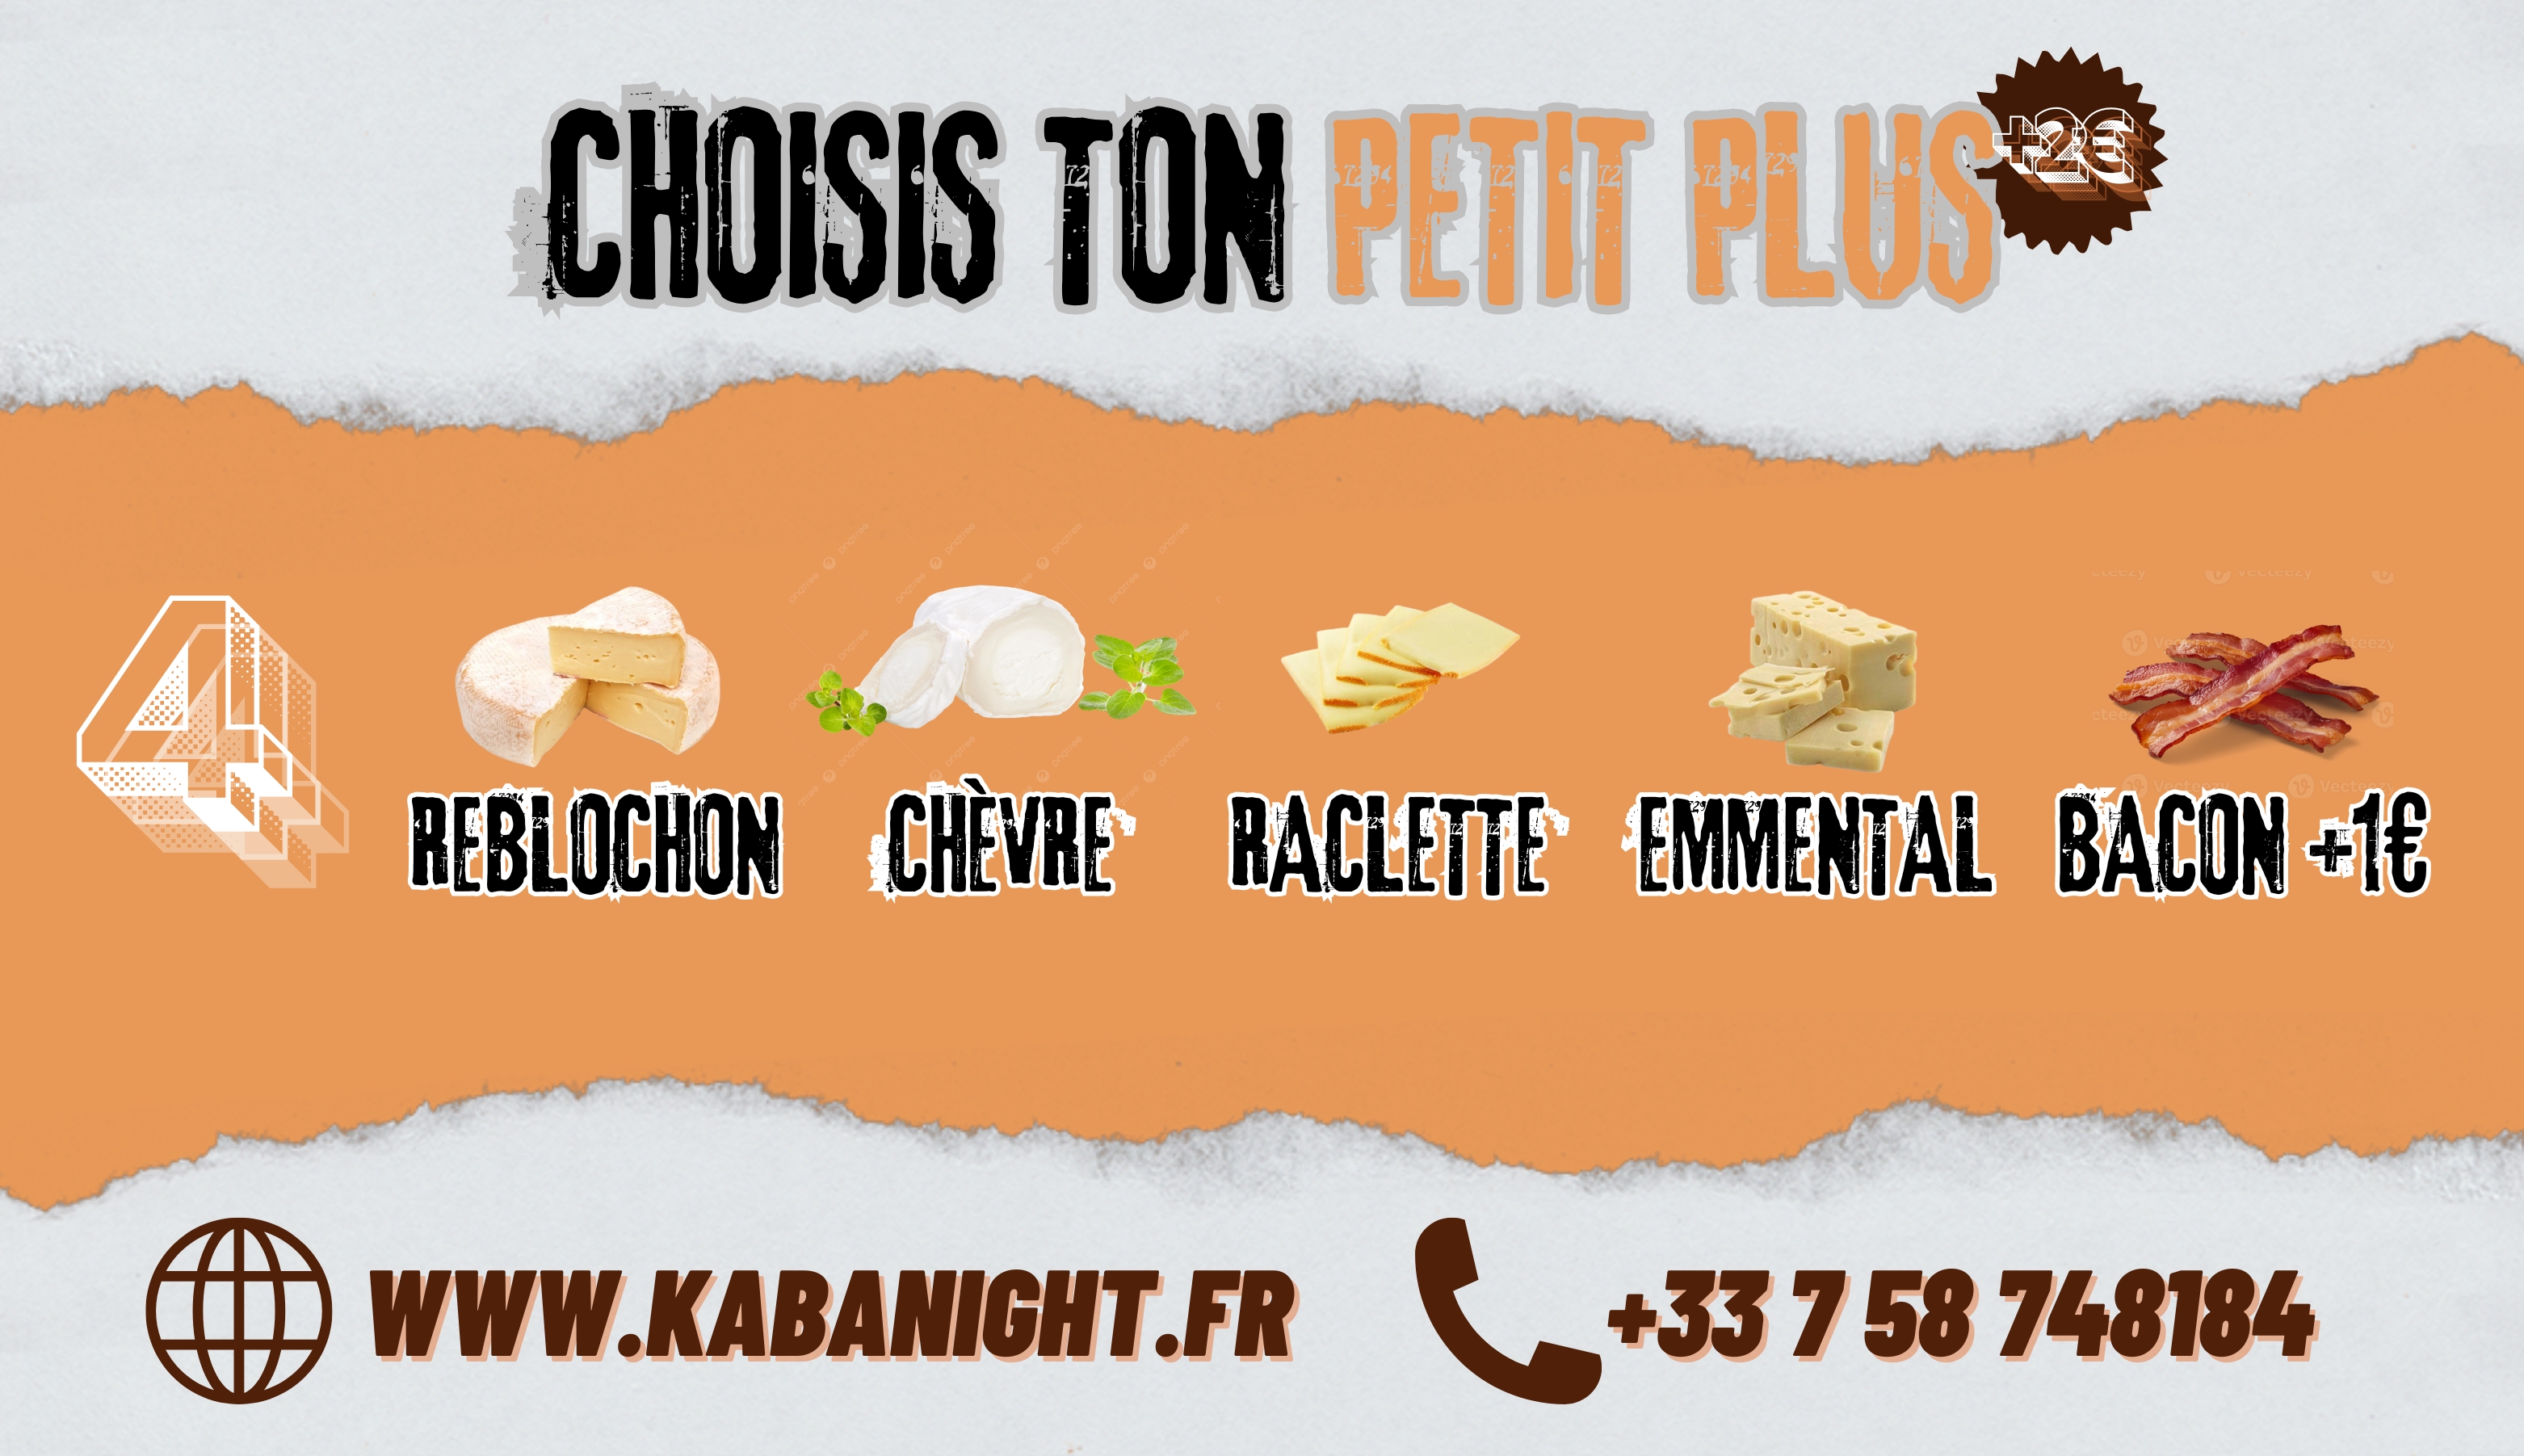 CHOISIS TON PETIT PLUS +2€
4
REBLOCHON CHÈVRE RACLETTE EMMENTAL BACON +1€
WWW.KABANIGHT.FR +33 7 58 748184